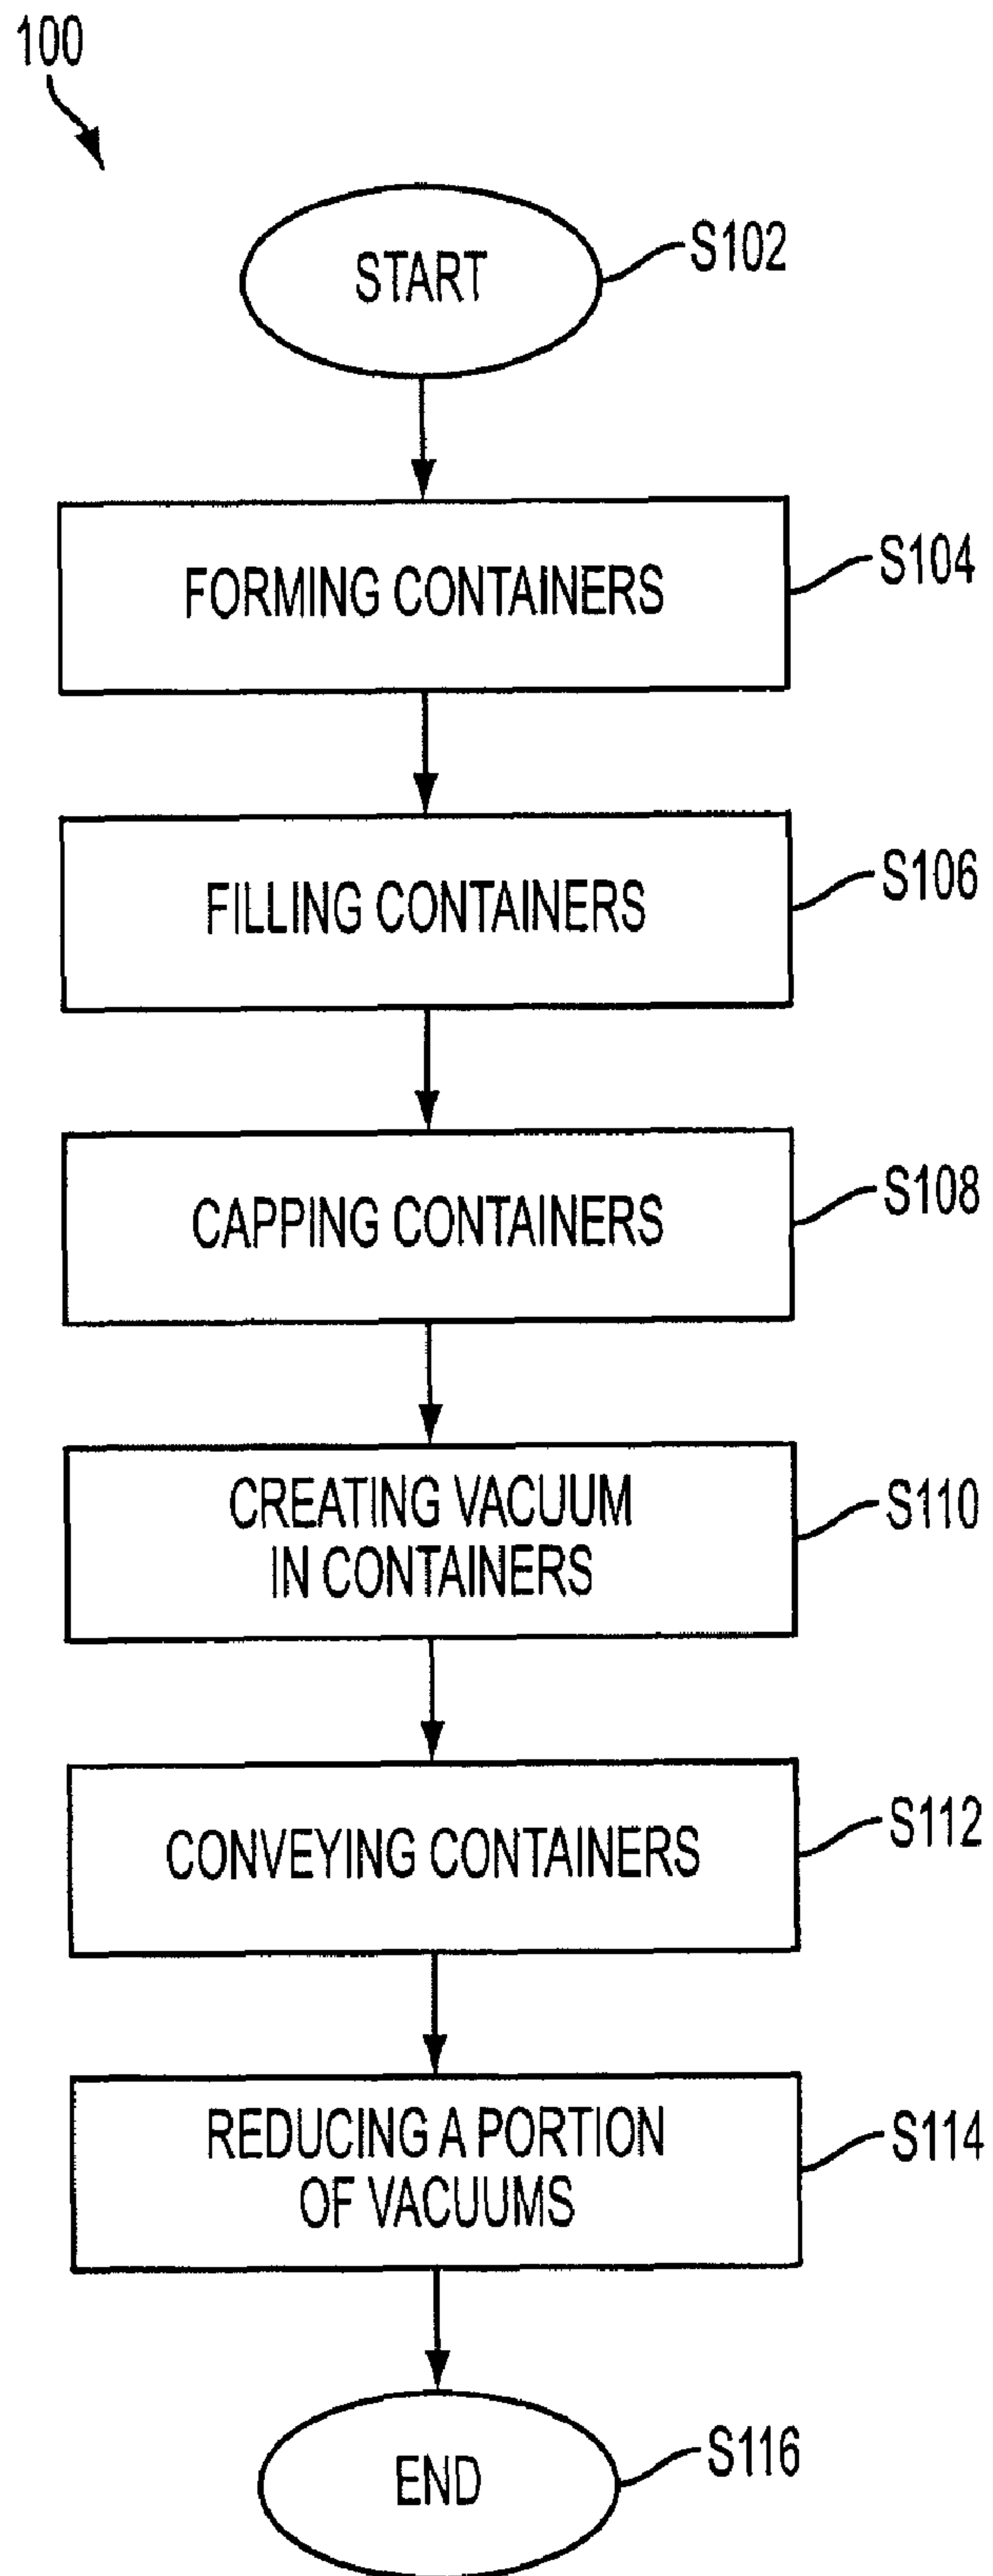 100
START
S102
FORMING CONTAINERS
S104
FILLING CONTAINERS
S106
CAPPING CONTAINERS
S108
CREATING VACUUM
IN CONTAINERS
S110
CONVEYING CONTAINERS
S112
REDUCING A PORTION
OF VACUUMS
S114
END
S116